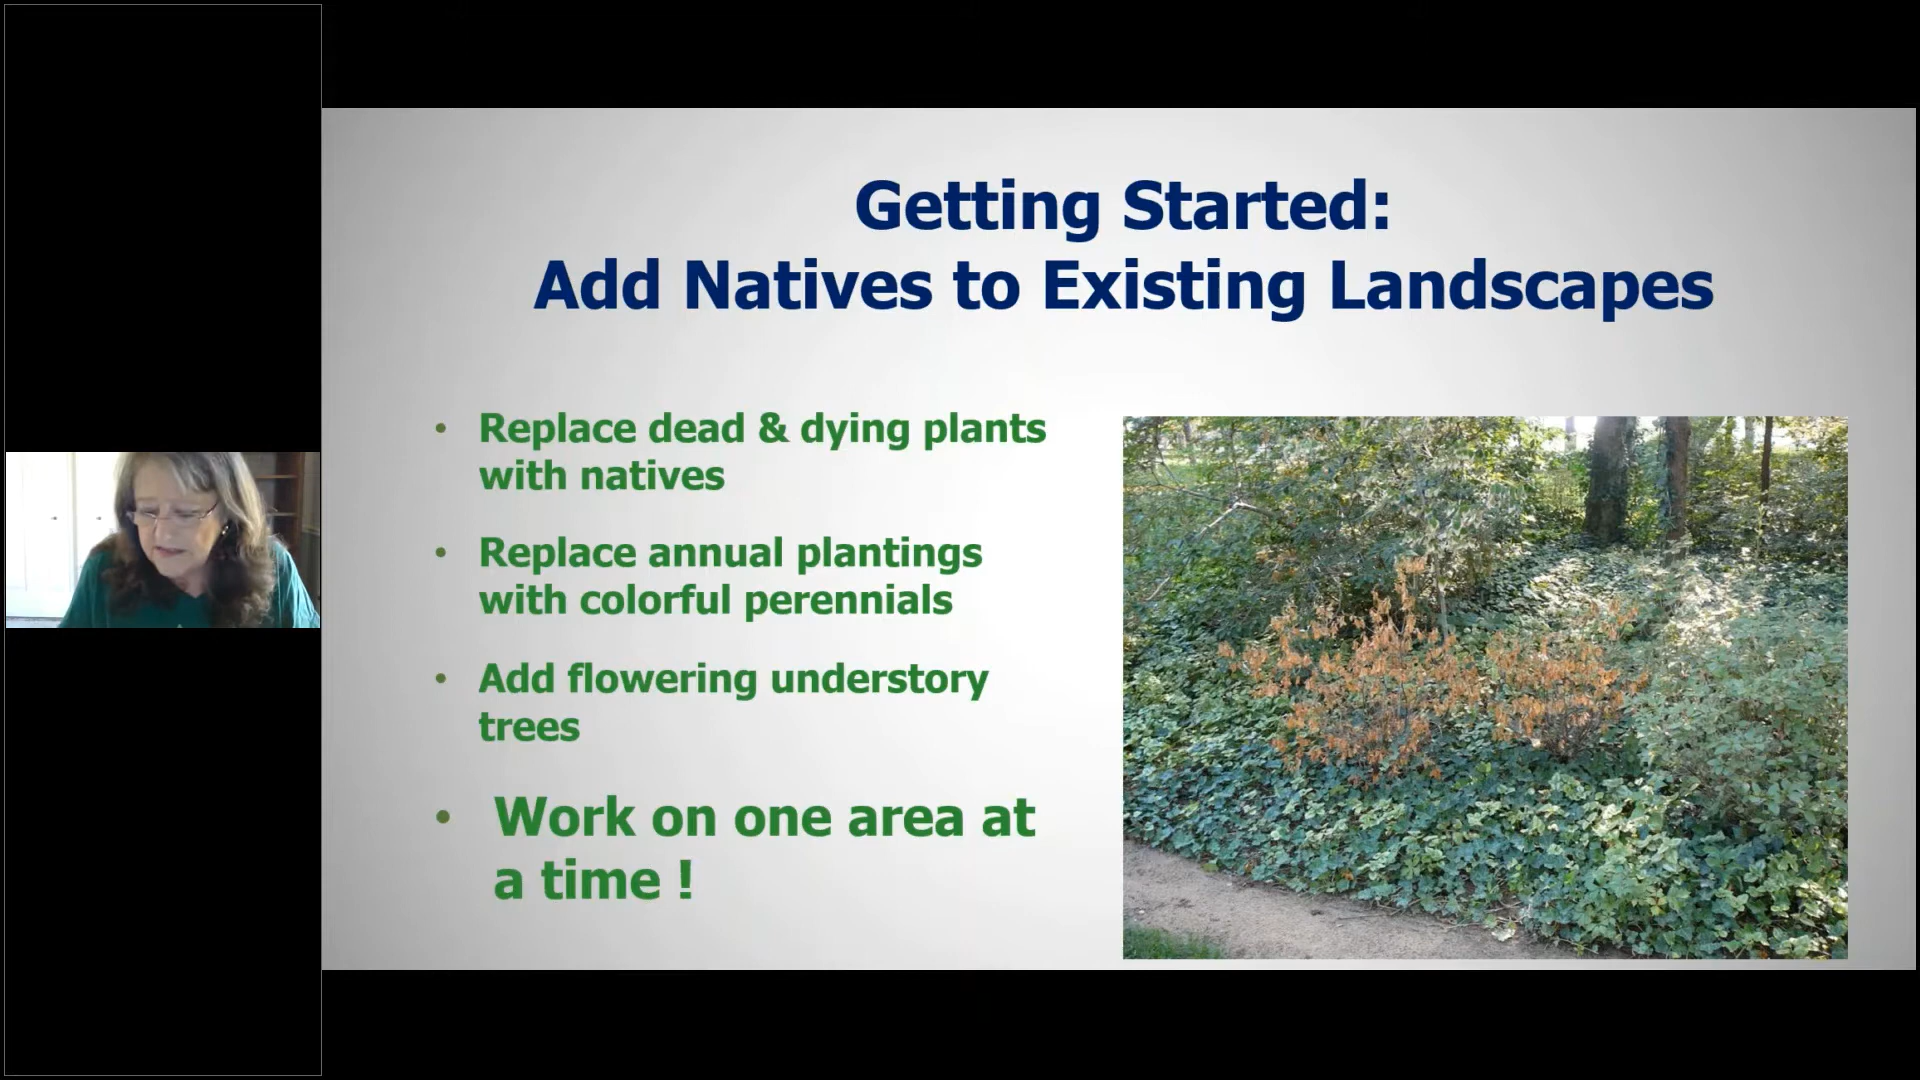 Getting Started:
Add Natives to Existing Landscapes
• Replace dead & dying plants
with natives
• Replace annual plantings
with colorful perennials
• Add flowering understory
trees
• Work on one area at
a time !